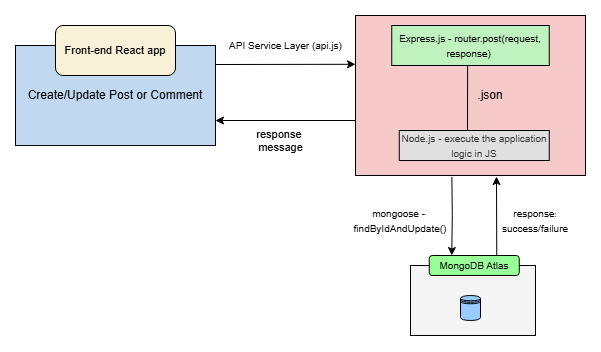 Front-end React app
Create/Update Post or Comment
API Service Layer (api.js)
response
message
Express.js - router.post(request,
response)
.json
Node.js - execute the application
logic in JS
mongoose -
findByIdAndUpdate()
response:
success/failure
MongoDB Atlas